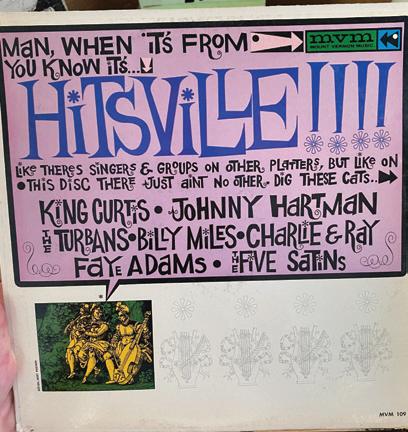 MAN, WHEN IT'S FROM mvm
MOUNT VERNON MUSIC
YOU KNOW IT'S...
HITSVILLE!!!!
LIKE THERE'S SINGERS & GROUPS ON OTHER PLATTERS, BUT LIKE ON
THIS DISC THERE JUST AINT NO OTHER. DIG THESE CATS...
KING CURTIS • JOHNNY HARTMAN
THE TURBANS • BILLY MILES • CHARLIE & RAY
FAYE ADAMS • THE FIVE SATINS
MVM 109